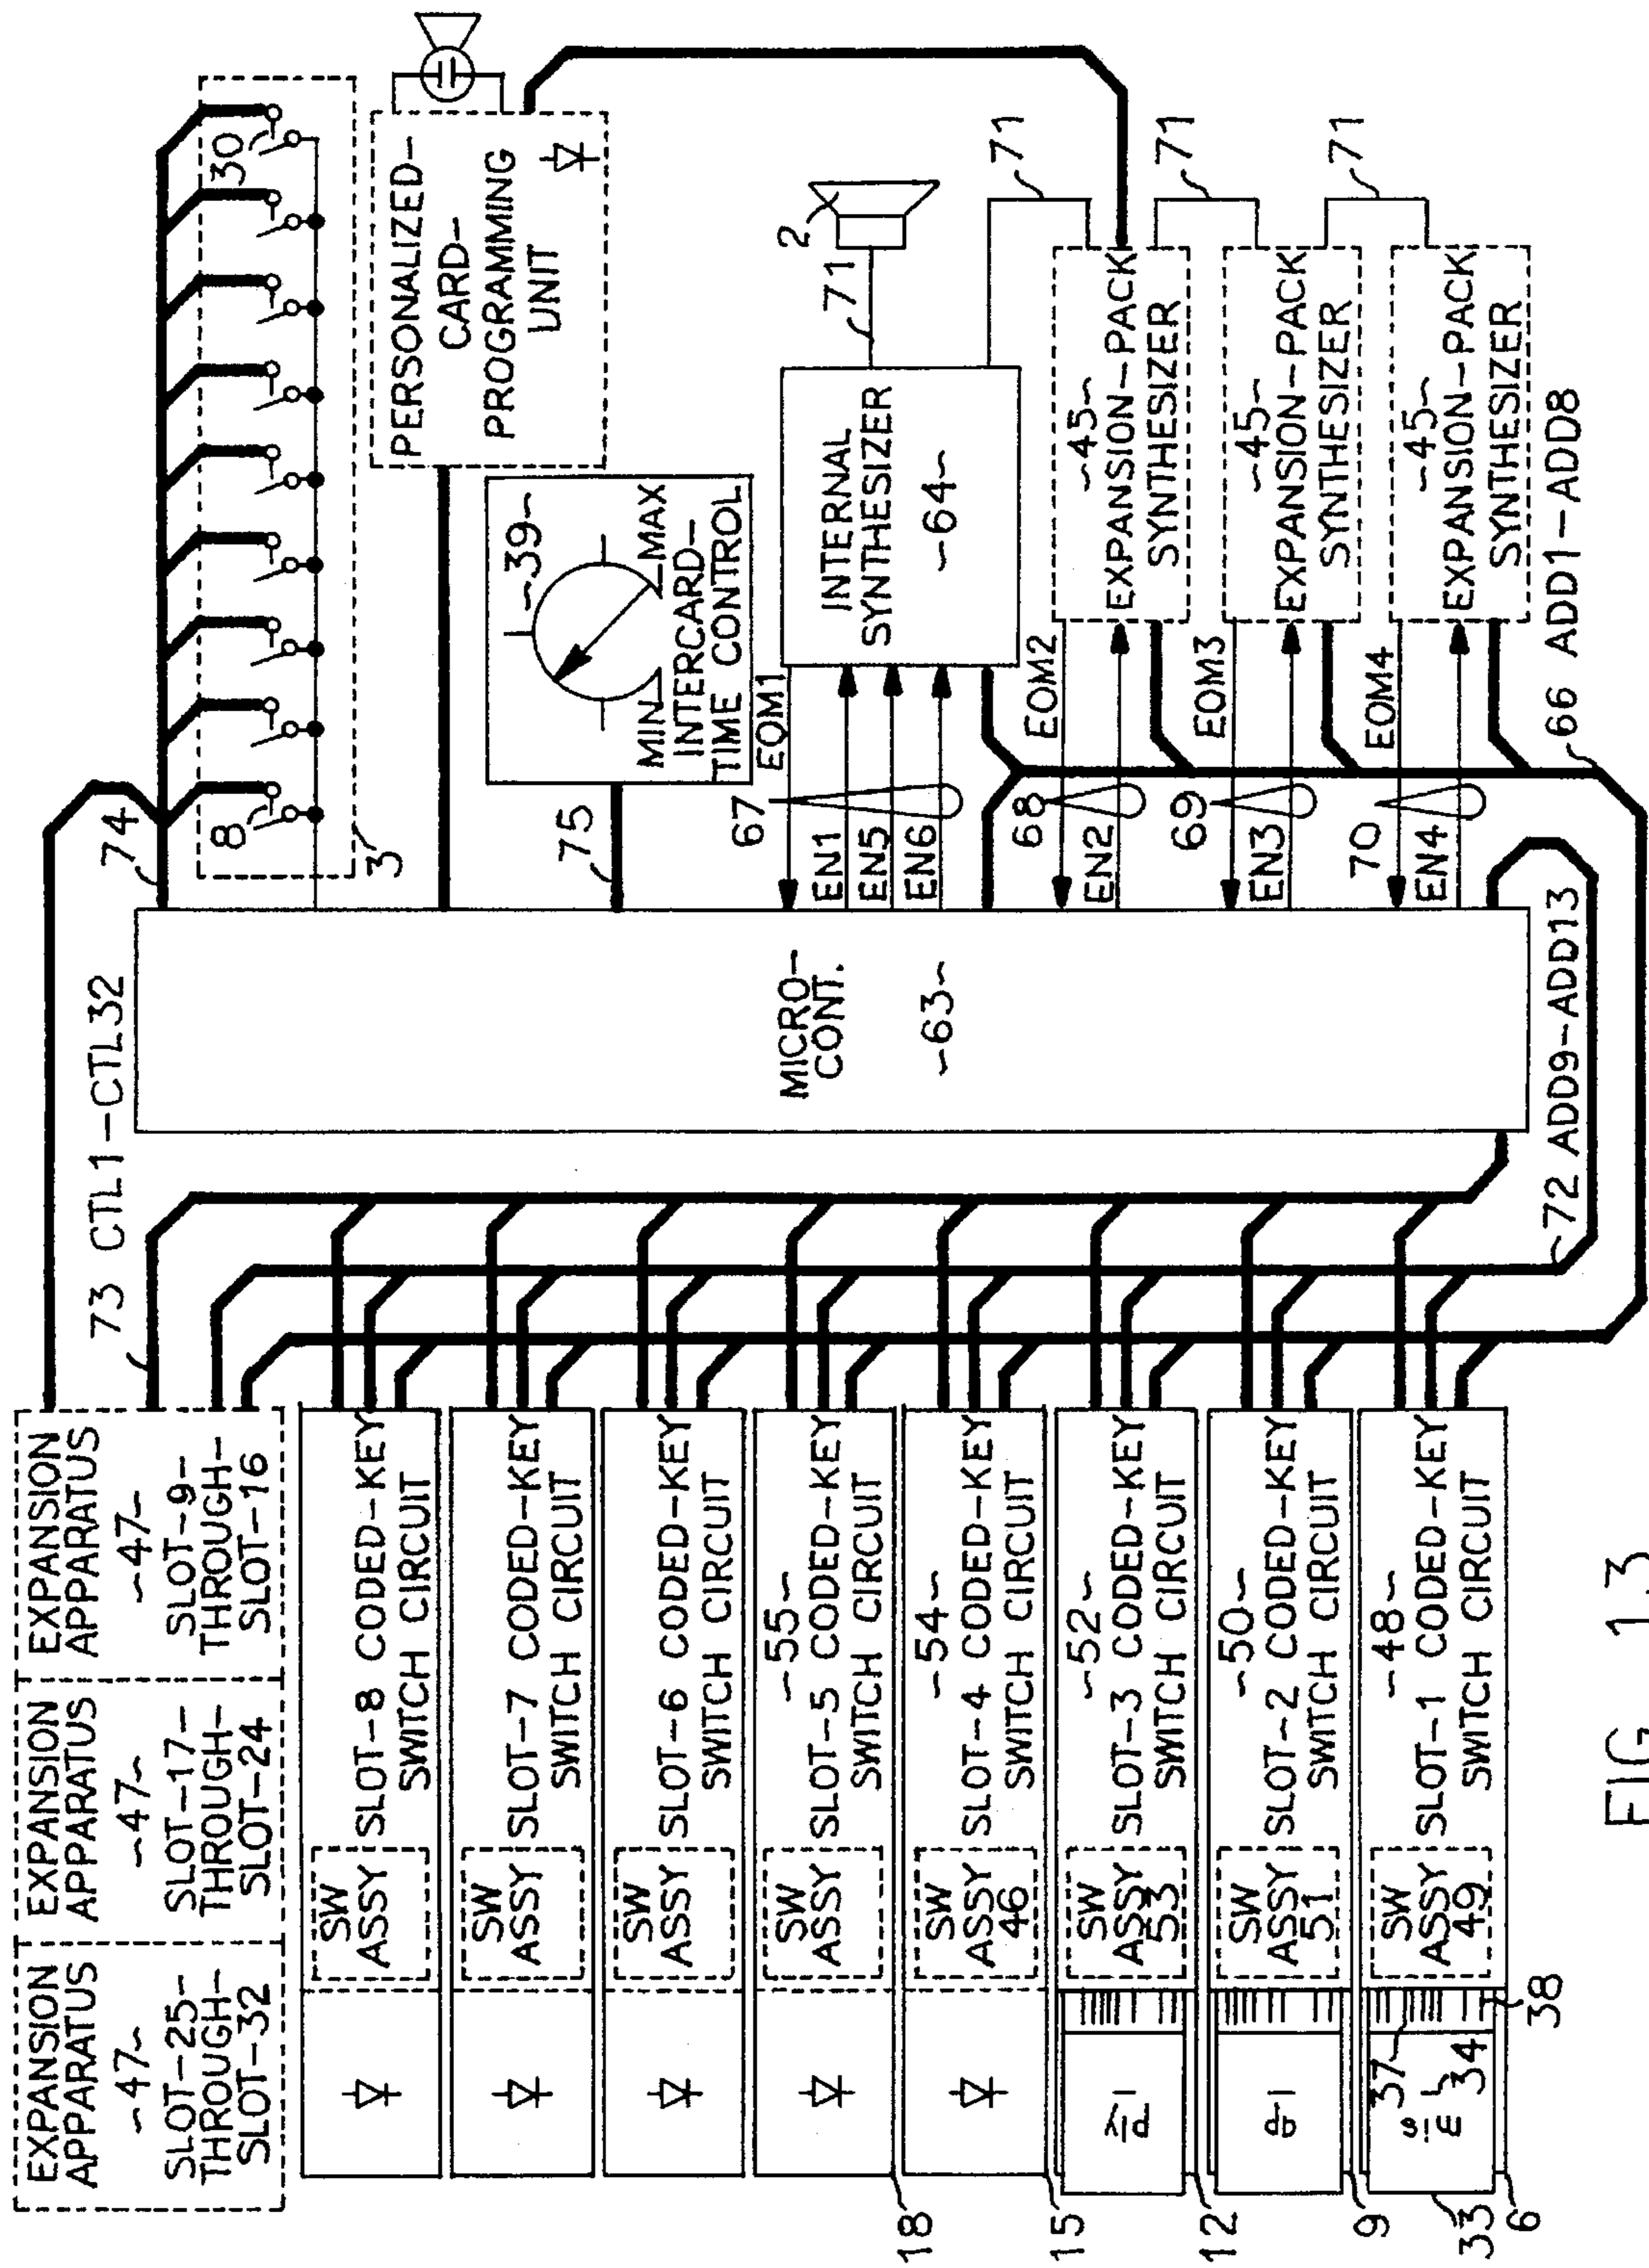 EXPANSION
APPARATUS
~47~
SLOT-25-
THROUGH-
SLOT-32
EXPANSION
APPARATUS
~47~
SLOT-17-
THROUGH-
SLOT-24
EXPANSION
APPARATUS
~47~
SLOT-9-
THROUGH-
SLOT-16
73 CTL1-CTL32
74
SW
ASSY
SLOT-8 CODED-KEY
SWITCH CIRCUIT
SW
ASSY
SLOT-7 CODED-KEY
SWITCH CIRCUIT
SW
ASSY
SLOT-6 CODED-KEY
SWITCH CIRCUIT
18
SW
ASSY
~55~
SLOT-5 CODED-KEY
SWITCH CIRCUIT
15
SW
ASSY
46
~54~
SLOT-4 CODED-KEY
SWITCH CIRCUIT
12
SW
ASSY
53
~52~
SLOT-3 CODED-KEY
SWITCH CIRCUIT
9
SW
ASSY
51
~50~
SLOT-2 CODED-KEY
SWITCH CIRCUIT
33
6
37
34
38
SW
ASSY
49
~48~
SLOT-1 CODED-KEY
SWITCH CIRCUIT
MICRO-
CONT.
~63~
72 ADD9-ADD13
66 ADD1-ADD8
8
30
3
PERSONALIZED-
CARD-
PROGRAMMING
UNIT
75
~39~
MIN
MAX
INTERCARD-
TIME CONTROL
67
EOM1
EN1
EN5
EN6
INTERNAL
SYNTHESIZER
~64~
71
2
68
EOM2
EN2
~45~
EXPANSION-PACK
SYNTHESIZER
71
69
EOM3
EN3
~45~
EXPANSION-PACK
SYNTHESIZER
71
70
EOM4
EN4
~45~
EXPANSION-PACK
SYNTHESIZER
71
FIG 13